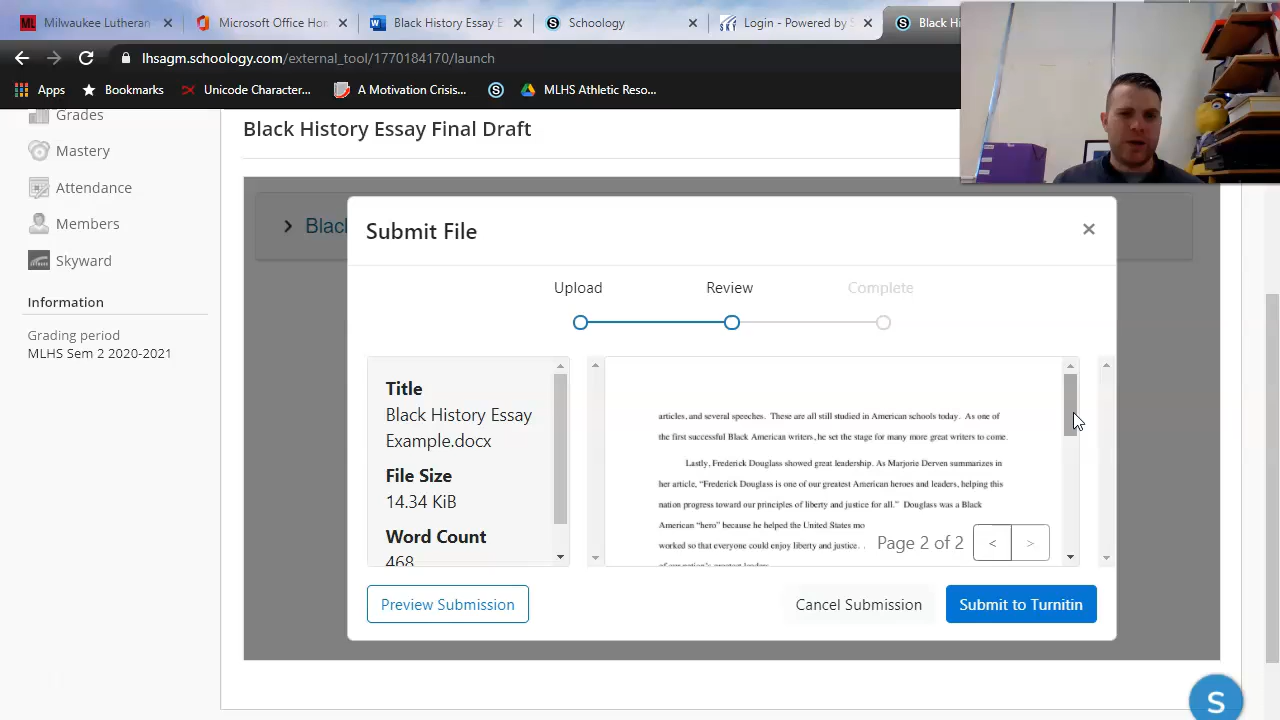 Milwaukee Lutheran
Microsoft Office Hom
Black History Essay E
Schoology
Login - Powered by S
Black Hi
lhsagm.schoology.com/external_tool/1770184170/launch
Apps
Bookmarks
Unicode Character...
A Motivation Crisis...
MLHS Athletic Reso...
Grades
Mastery
Attendance
Members
Skyward
Information
Grading period
MLHS Sem 2 2020-2021
Black History Essay Final Draft
Black
Submit File
Upload
Review
Complete
Title
Black History Essay
Example.docx
File Size
14.34 KiB
Word Count
468
articles, and several speeches. These are all still studied in American schools today. As one of
the first successful Black American writers, he set the stage for many more great writers to come.
Lastly, Frederick Douglass showed great leadership. As Marjorie Derven summarizes in
her article, “Frederick Douglass is one of our greatest American heroes and leaders, helping this
nation progress toward our principles of liberty and justice for all.” Douglass was a Black
American “hero” because he helped the United States mo
worked so that everyone could enjoy liberty and justice.
of our nation's greatest leaders
Page 2 of 2
Preview Submission
Cancel Submission
Submit to Turnitin
S